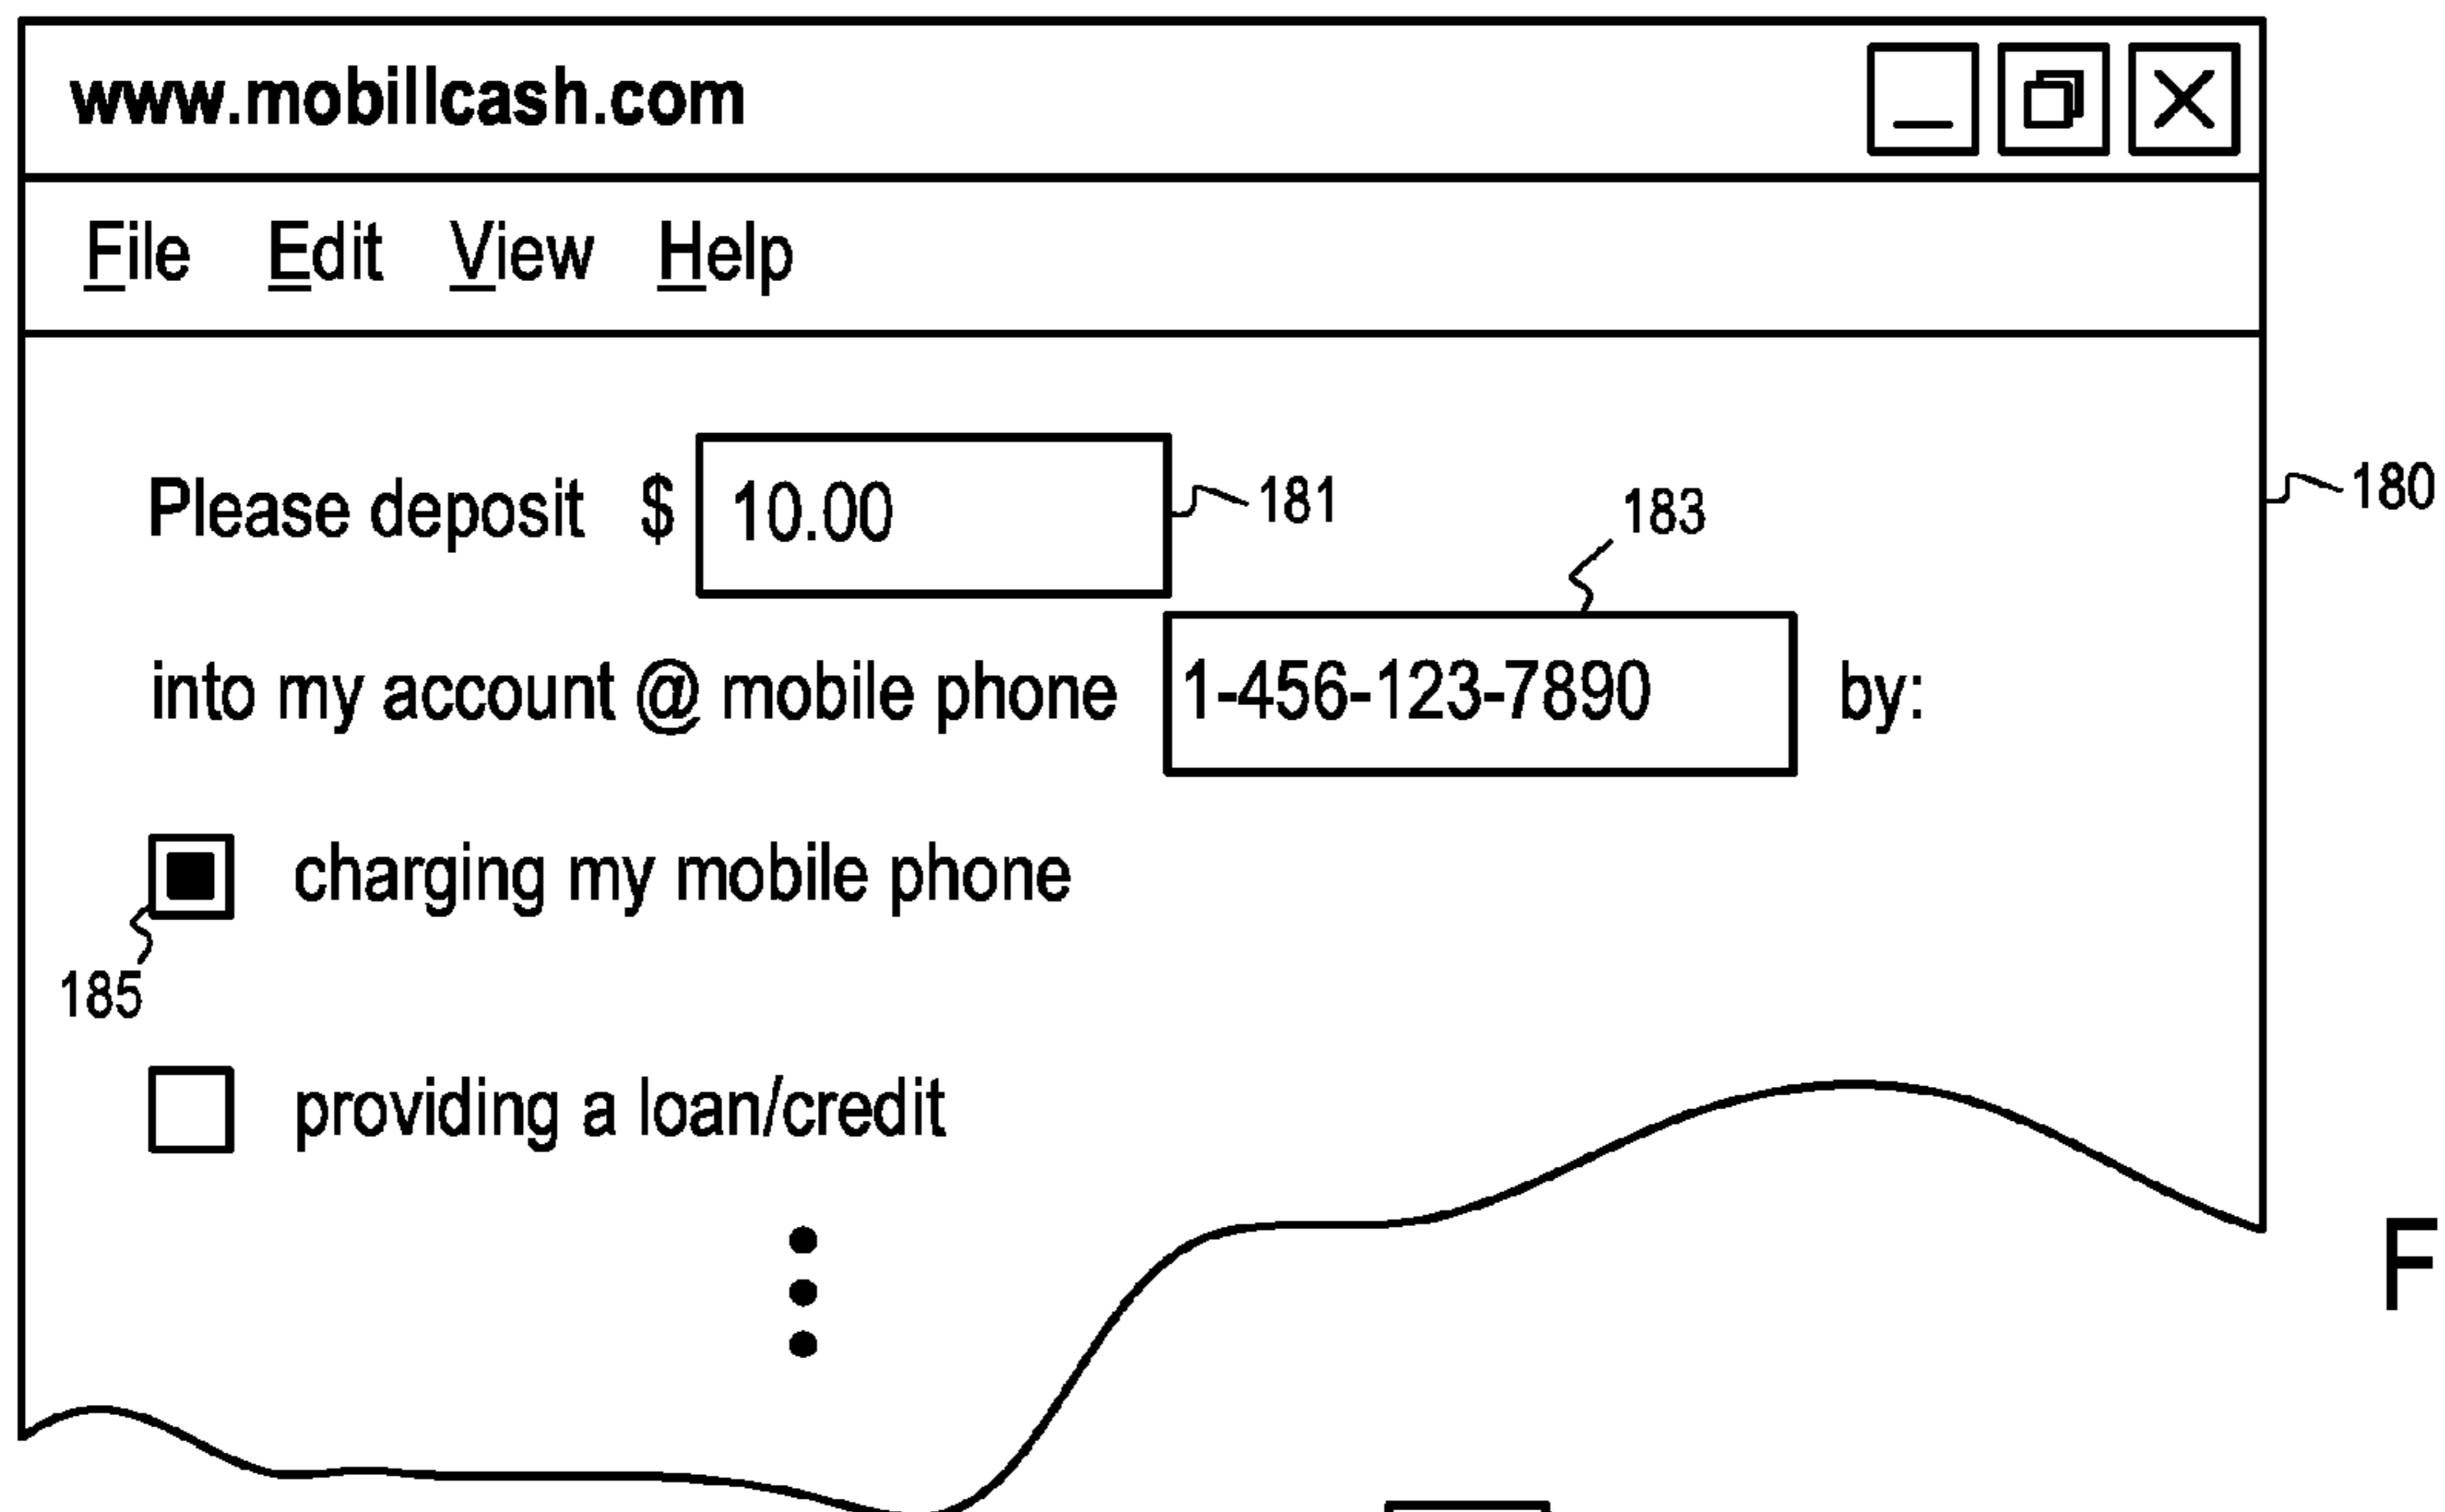 www.mobillcash.com
File Edit View Help
Please deposit $ 10.00
181
183
180
into my account @ mobile phone 1-456-123-7890 by:
charging my mobile phone
185
providing a loan/credit
F